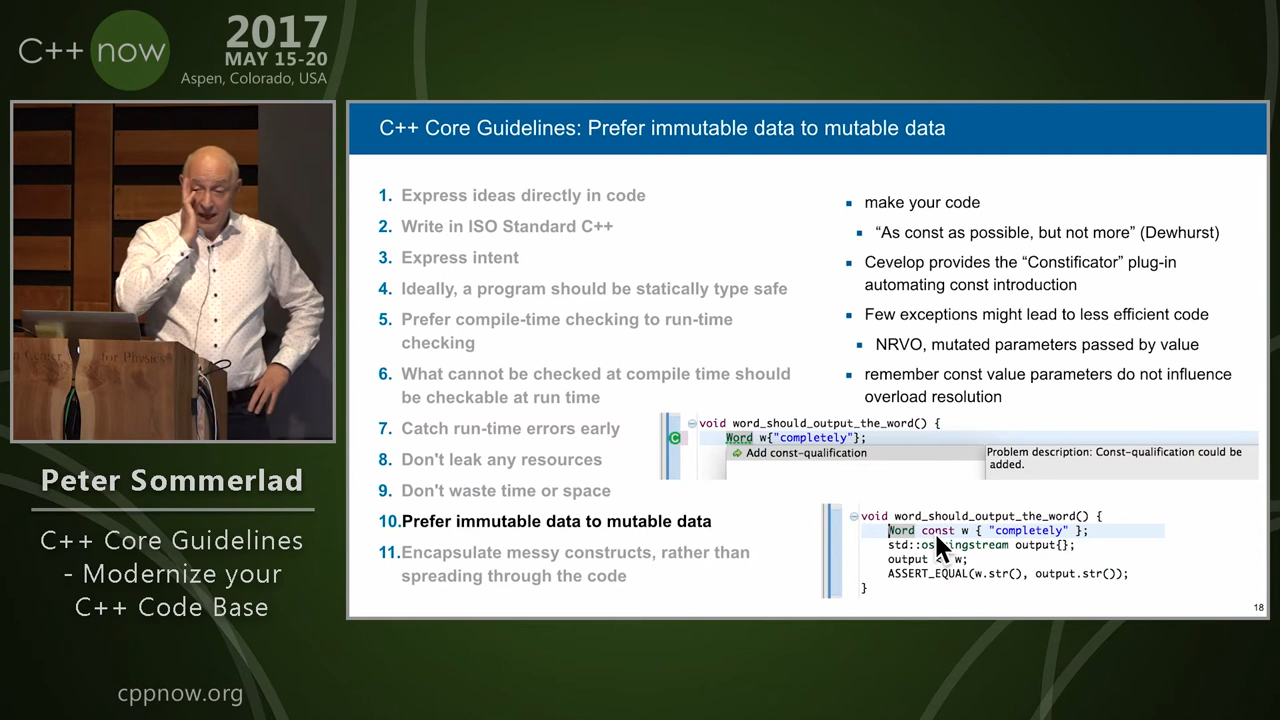 C++ now
2017
MAY 15-20
Aspen, Colorado, USA
for Physics
Peter Sommerlad
C++ Core Guidelines
- Modernize your
C++ Code Base
cppnow.org
C++ Core Guidelines: Prefer immutable data to mutable data
1. Express ideas directly in code
2. Write in ISO Standard C++
3. Express intent
4. Ideally, a program should be statically type safe
5. Prefer compile-time checking to run-time
checking
6. What cannot be checked at compile time should
be checkable at run time
7. Catch run-time errors early
8. Don't leak any resources
9. Don't waste time or space
10. Prefer immutable data to mutable data
11. Encapsulate messy constructs, rather than
spreading through the code
make your code
“As const as possible, but not more” (Dewhurst)
Cevelop provides the “Constificator” plug-in
automating const introduction
Few exceptions might lead to less efficient code
NRVO, mutated parameters passed by value
remember const value parameters do not influence
overload resolution
void word_should_output_the_word() {
Word w{"completely"};
Add const-qualification
Problem description: Const-qualification could be
added.
void word_should_output_the_word() {
Word const w { "completely" };
output{};
output w;
ASSERT_EQUAL(w.str(), output.str());
}
18